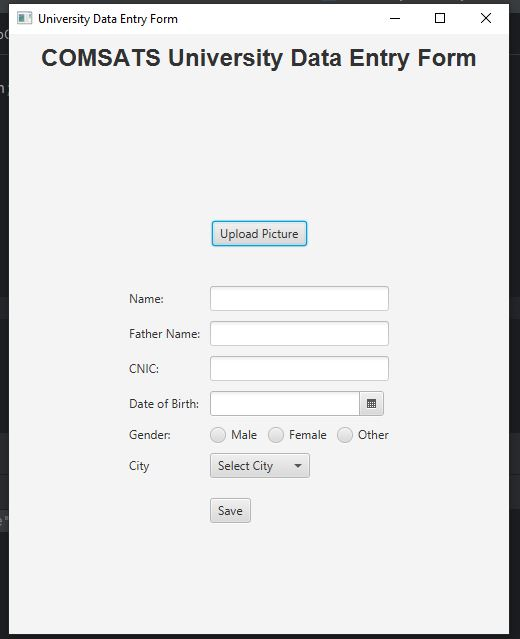 University Data Entry Form
COMSATS University Data Entry Form
Upload Picture
Name:
Father Name:
CNIC:
Date of Birth:
Gender: Male Female Other
City Select City
Save